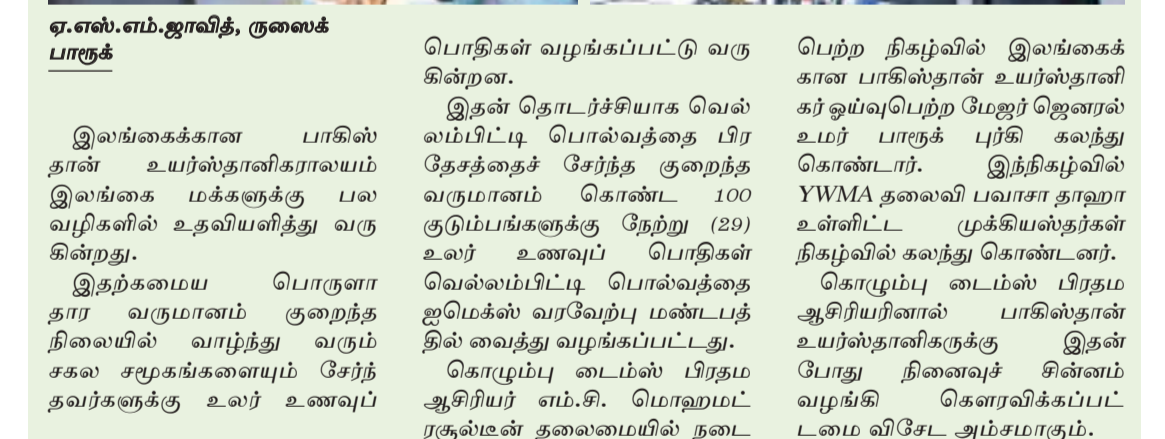 ஏ.எஸ்.எம்.ஜாவித், ருஸைக்
பாரூக்
இலங்கைக்கான பாகிஸ்
தான் உயர்ஸ்தானிகராலயம்
இலங்கை மக்களுக்கு பல
வழிகளில் உதவியளித்து வரு
கின்றது.
இதற்கமைய பொருளா
தார வருமானம் குறைந்த
நிலையில் வாழ்ந்து வரும்
சகல சமூகங்களையும் சேர்ந்
தவர்களுக்கு உலர் உணவுப்
பொதிகள் வழங்கப்பட்டு வரு
கின்றன.
இதன் தொடர்ச்சியாக வெல்
லம்பிட்டி பொல்வத்தை பிர
தேசத்தைச் சேர்ந்த குறைந்த
வருமானம் கொண்ட 100
குடும்பங்களுக்கு நேற்று (29)
உலர் உணவுப் பொதிகள்
வெல்லம்பிட்டி பொல்வத்தை
ஐமெக்ஸ் வரவேற்பு மண்டபத்
தில் வைத்து வழங்கப்பட்டது.
கொழும்பு டைம்ஸ் பிரதம
ஆசிரியர் எம்.சி. மொஹமட்
ரசூல்டீன் தலைமையில் நடை
பெற்ற நிகழ்வில் இலங்கைக்
கான பாகிஸ்தான் உயர்ஸ்தானி
கர் ஓய்வுபெற்ற மேஜர் ஜெனரல்
உமர் பாரூக் புர்கி கலந்து
கொண்டார். இந்நிகழ்வில்
YWMA தலைவி பவாசா தாஹா
உள்ளிட்ட முக்கியஸ்தர்கள்
நிகழ்வில் கலந்து கொண்டனர்.
கொழும்பு டைம்ஸ் பிரதம
ஆசிரியரினால் பாகிஸ்தான்
உயர்ஸ்தானிகருக்கு இதன்
போது நினைவுச் சின்னம்
வழங்கி கௌரவிக்கப்பட்
டமை விசேட அம்சமாகும்.